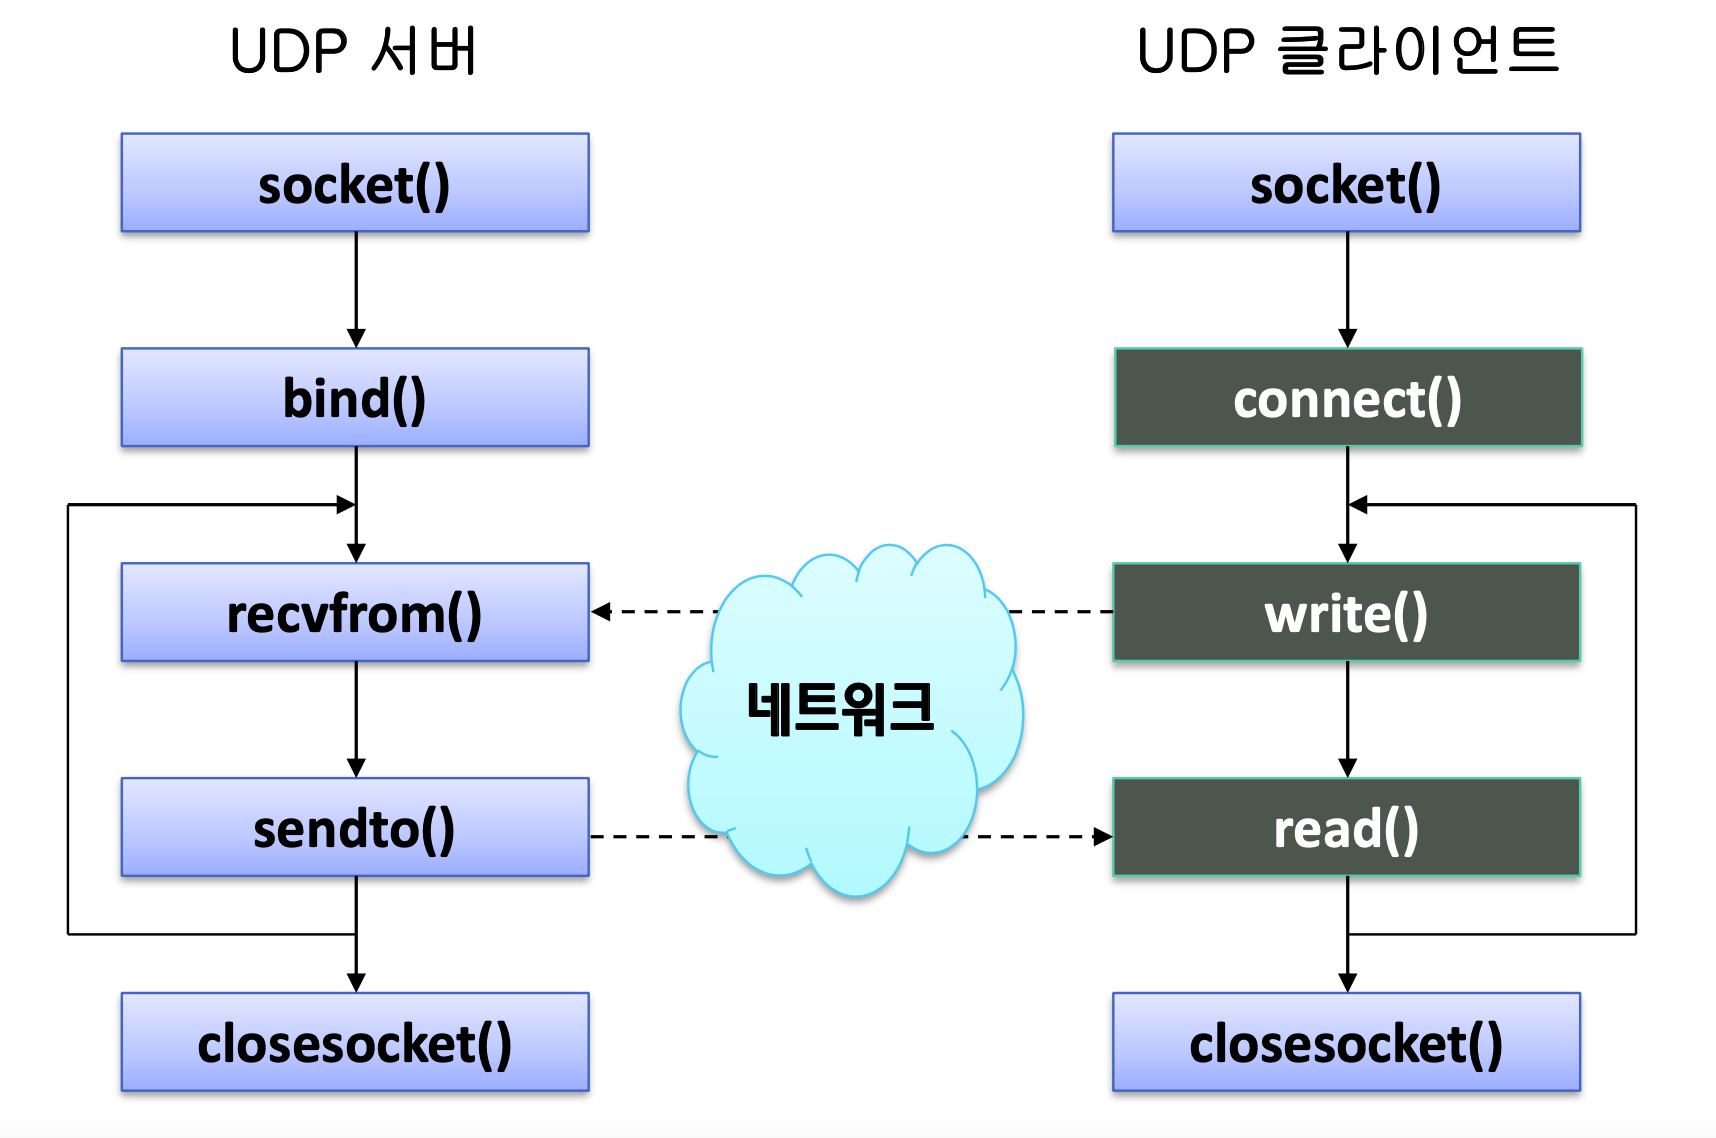 UDP 서버
UDP 클라이언트
socket()
socket()
bind()
connect()
recvfrom()
write()
네트워크
sendto()
read()
closesocket()
closesocket()